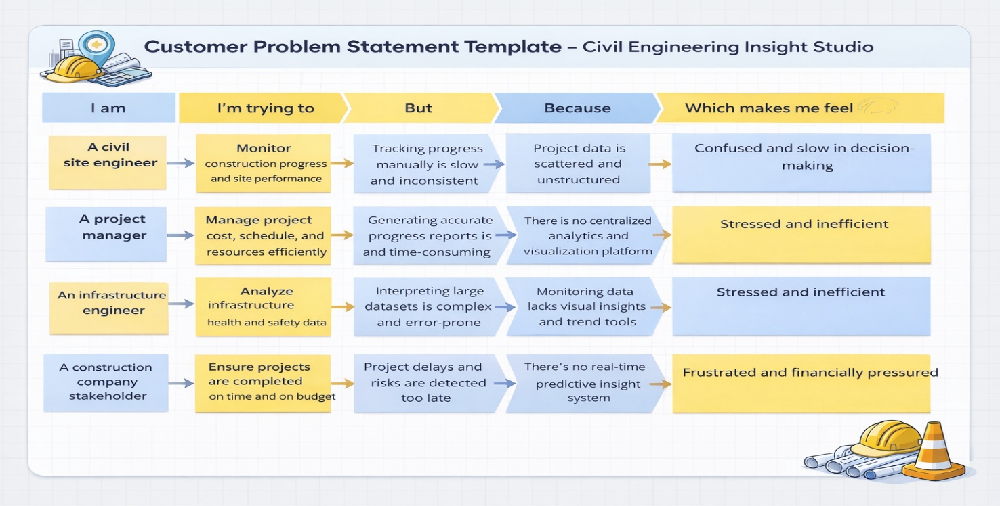 Customer Problem Statement Template – Civil Engineering Insight Studio
I am
I'm trying to
But
Because
Which makes me feel
A civil
site engineer
Monitor
construction progress
and site performance
Tracking progress
manually is slow
and inconsistent
Project data is
scattered and
unstructured
Confused and slow in decision-
making
A project
manager
Manage project
cost, schedule, and
resources efficiently
Generating accurate
progress reports is
and time-consuming
There is no centralized
analytics and
visualization platform
Stressed and inefficient
An infrastructure
engineer
Analyze
infrastructure
health and safety data
Interpreting large
datasets is complex
and error-prone
Monitoring data
lacks visual insights
and trend tools
Stressed and inefficient
A construction
company
stakeholder
Ensure projects
are completed
on time and on budget
Project delays and
risks are detected
too late
There's no real-time
predictive insight
system
Frustrated and financially pressured